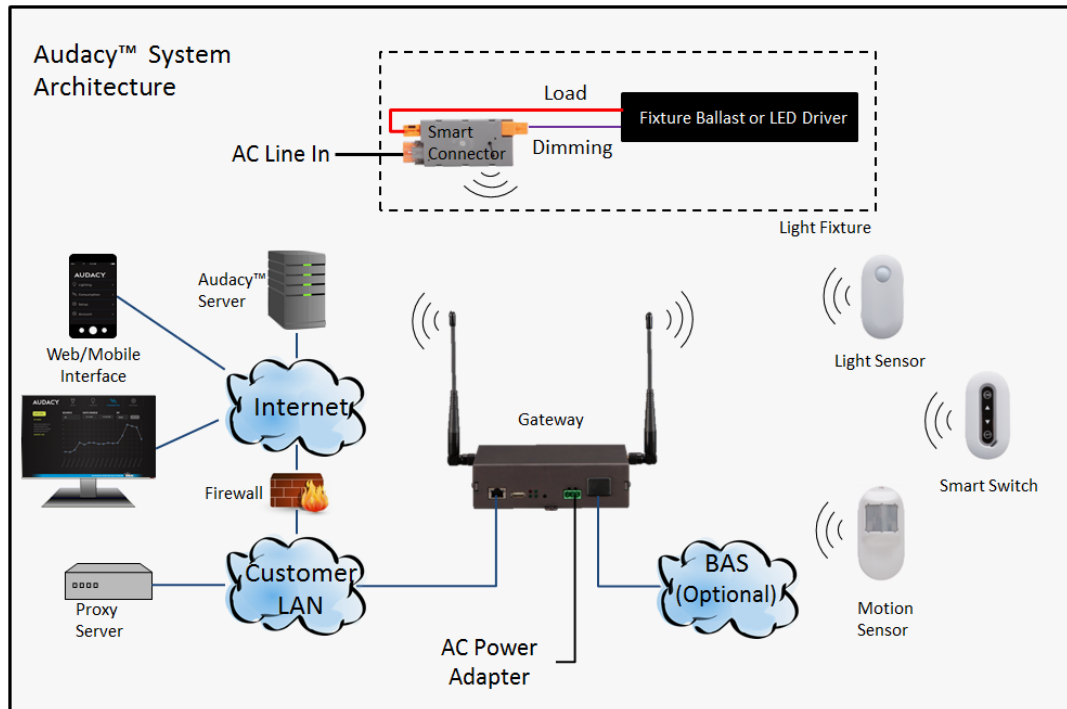 Audacy™ System
Architecture
Load
Fixture Ballast or LED Driver
Smart
Connector
AC Line In
Dimming
Light Fixture
Audacy™
Server
AUDACY
Web/Mobile
Interface
Light Sensor
AUDACY
Internet
Gateway
Smart Switch
Firewall
Customer
LAN
BAS
(Optional)
Proxy
Server
Motion
Sensor
AC Power
Adapter